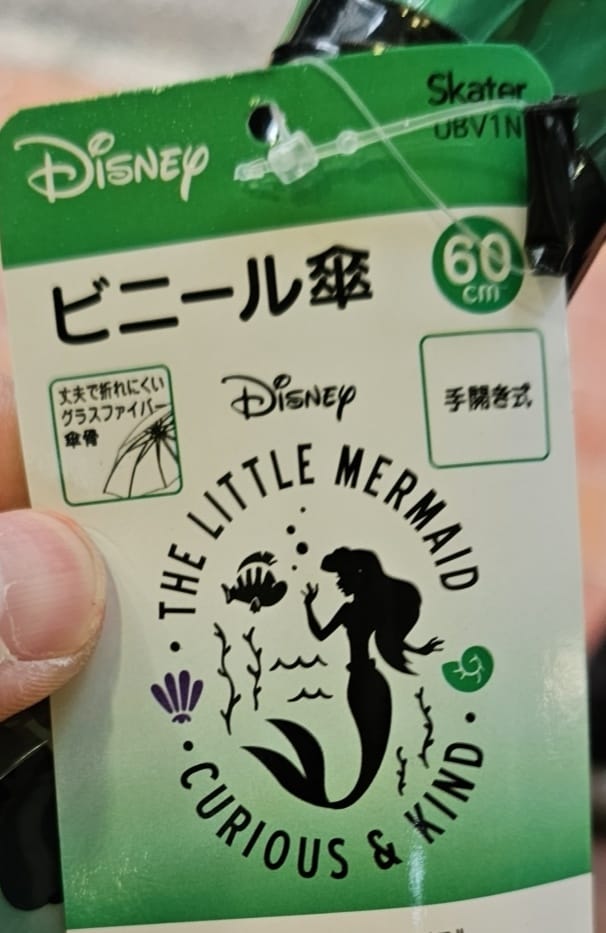 Disney
Skater
UBV1N
ビニール傘
60
cm
丈夫で折れにくい
グラスファイバー
傘骨
Disney
手開き式
THE LITTLE MERMAID
CURIOUS & KIND